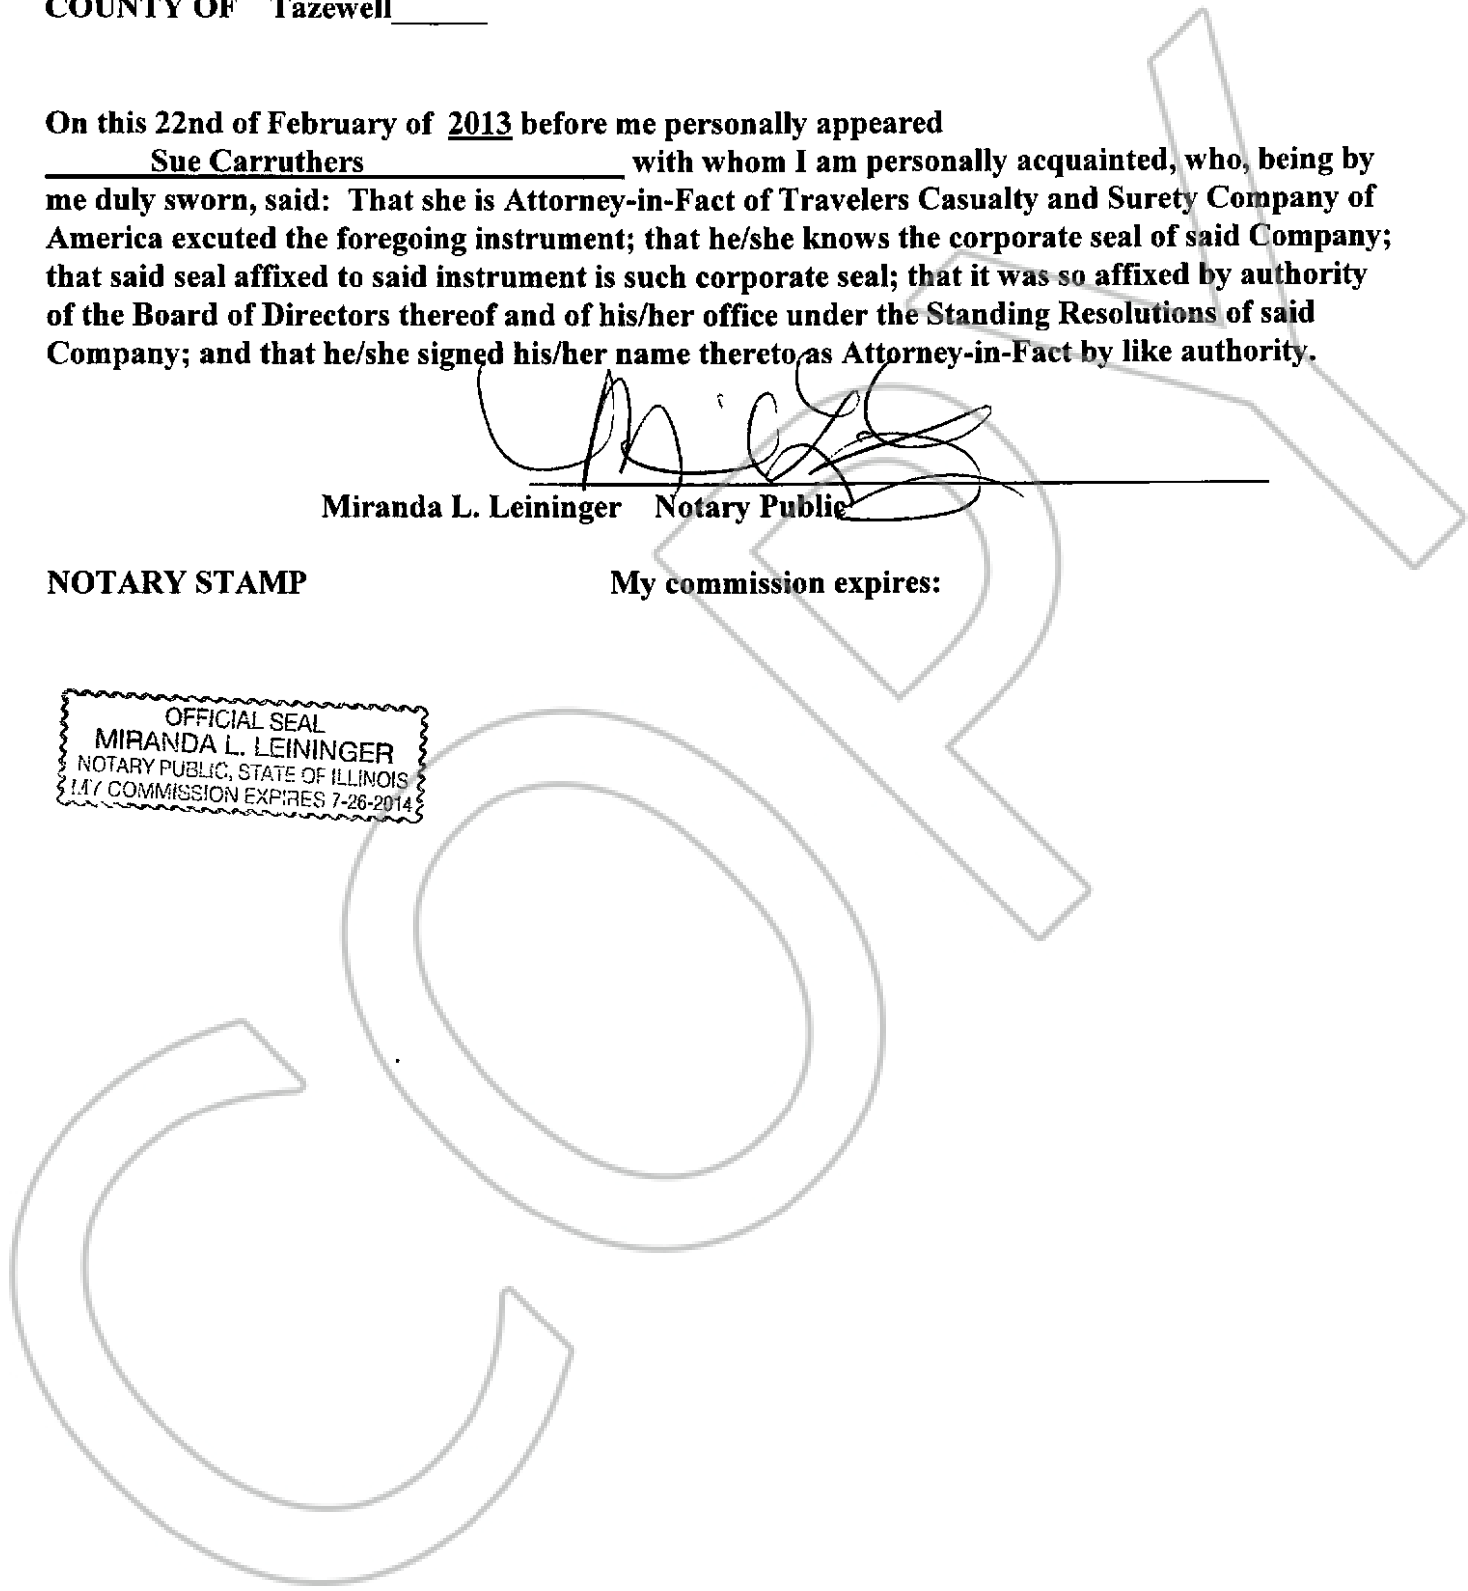 COUNTY OF Tazewell______
On this 22nd of February of 2013 before me personally appeared
Sue Carruthers with whom I am personally acquainted, who, being by
me duly sworn, said: That she is Attorney-in-Fact of Travelers Casualty and Surety Company of
America excuted the foregoing instrument; that he/she knows the corporate seal of said Company;
that said seal affixed to said instrument is such corporate seal; that it was so affixed by authority
of the Board of Directors thereof and of his/her office under the Standing Resolutions of said
Company; and that he/she signed his/her name thereto as Attorney-in-Fact by like authority.
Miranda L. Leininger Notary Public
NOTARY STAMP My commission expires:
OFFICIAL SEAL
MIRANDA L. LEININGER
NOTARY PUBLIC, STATE OF ILLINOIS
MY COMMISSION EXPIRES 7-26-2014
COPY